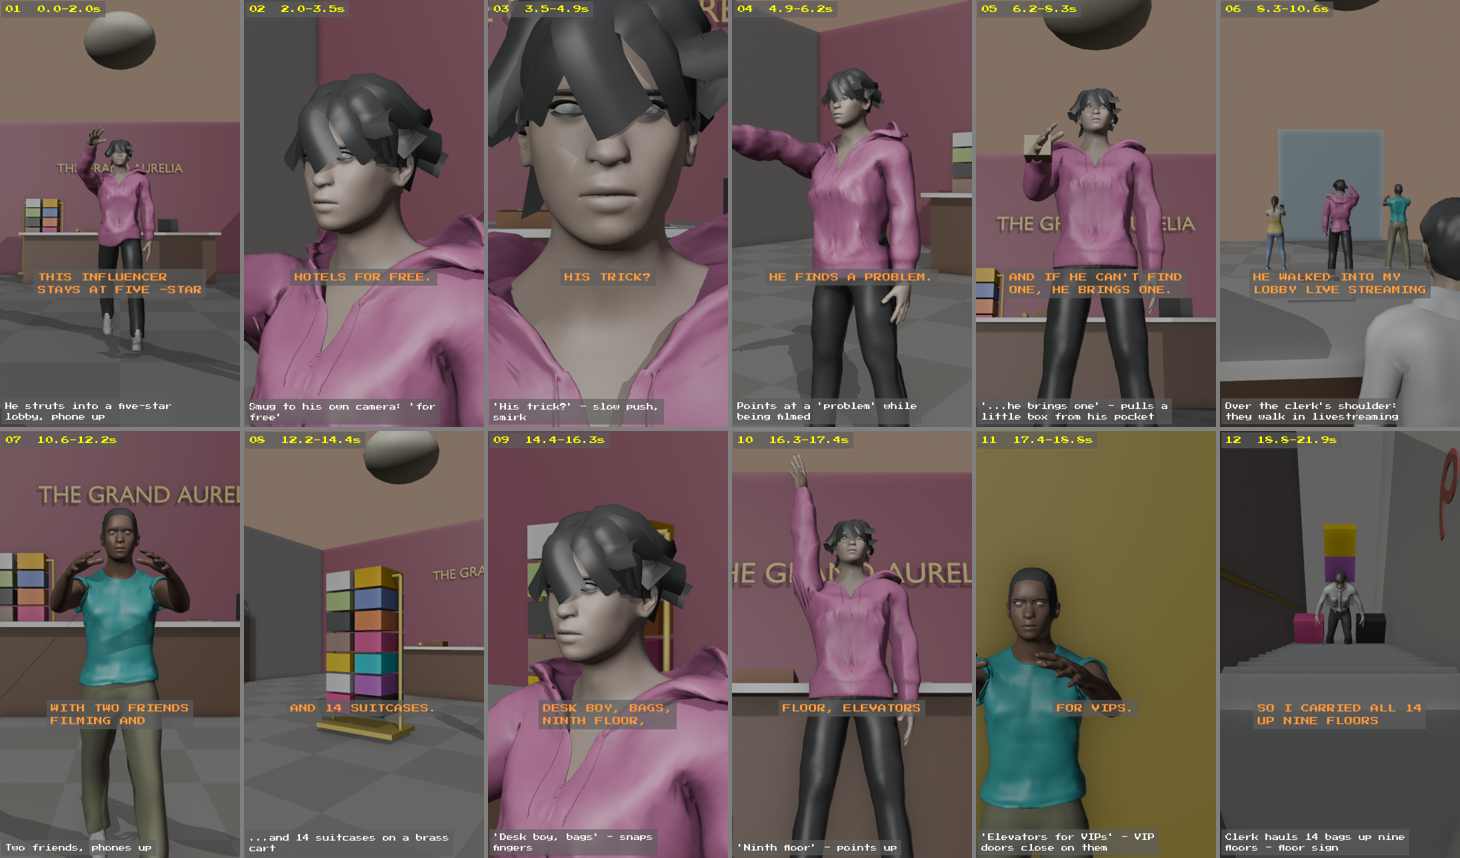 01 0.0-2.0s
THE GRAND AURELIA
THIS INFLUENCER
STAYS AT FIVE -STAR
He struts into a five-star
lobby, phone up
02 2.0-3.5s
HOTELS FOR FREE.
Smug to his own camera: 'for
free'
03 3.5-4.9s
HIS TRICK?
'His trick?' - slow push,
smirk
04 4.9-6.2s
HE FINDS A PROBLEM.
Points at a 'problem' while
being filmed
05 6.2-8.3s
THE GR AURELIA
AND IF HE CAN'T FIND
ONE, HE BRINGS ONE.
'...he brings one' - pulls a
little box from his pocket
06 8.3-10.6s
HE WALKED INTO MY
LOBBY LIVE STREAMING
Over the clerk's shoulder:
they walk in livestreaming
07 10.6-12.2s
THE GRAND AUREL
WITH TWO FRIENDS
FILMING AND
Two friends, phones up
08 12.2-14.4s
THE GRA
AND 14 SUITCASES.
...and 14 suitcases on a brass
cart
09 14.4-16.3s
DESK BOY, BAGS,
NINTH FLOOR,
'Desk boy, bags' - snaps
fingers
10 16.3-17.4s
HE GRAND AUREL
FLOOR, ELEVATORS
'Ninth floor' - points up
11 17.4-18.8s
FOR VIPS.
'Elevators for VIPs' - VIP
doors close on them
12 18.8-21.9s
SO I CARRIED ALL 14
UP NINE FLOORS
Clerk hauls 14 bags up nine
floors - floor sign